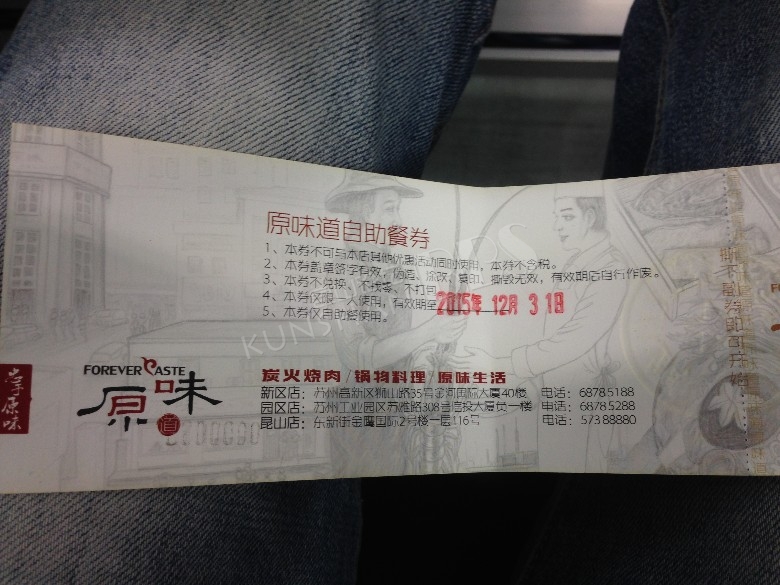 原味道自助餐券
1、本券不可与本店其他优惠活动同时使用，本券不含税。
2、本券盖章签字有效，伪造、涂改、复印、撕毁无效，有效期后自行作废。
3、本券不兑换、不找零、不打包
4、本券仅限一人使用，有效期至2015年 12月 31日
5、本券仅自助餐使用。
FOREVER TASTE
原味
道
掌原味
炭火烧肉/锅物料理/原味生活
新区店：苏州高新区狮山路35号金河国际大厦40楼 电话：68785188
园区店：苏州工业园区苏雅路308号信投大厦负一楼 电话：68785288
昆山店：东新街金鹰国际2号楼一层116号 电话：57388880